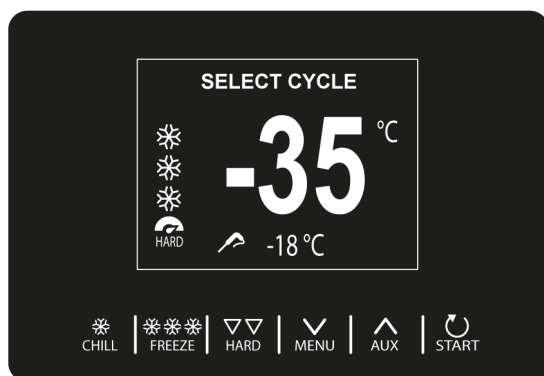 SELECT CYCLE
-35 °C
HARD
-18 °C
CHILL
FREEZE
HARD
MENU
AUX
START